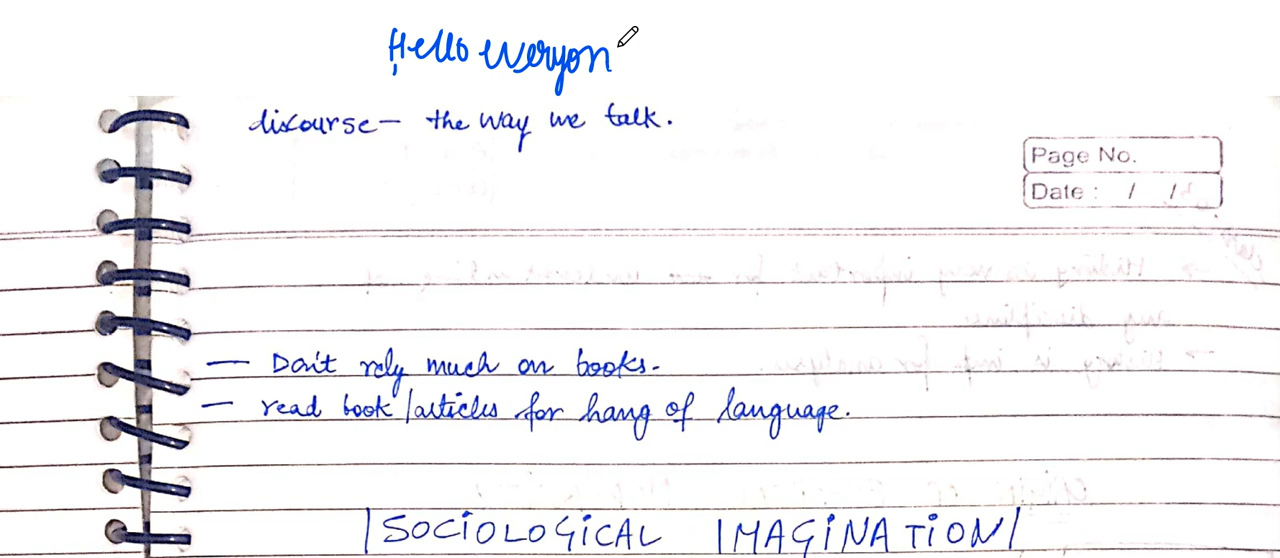 Hello everyon
discourse – the way we talk.
Page No.
Date : / /
— Don't rely much on books.
— read book/articles for hang of language.
|SOCIOLOGICAL IMAGINATION|